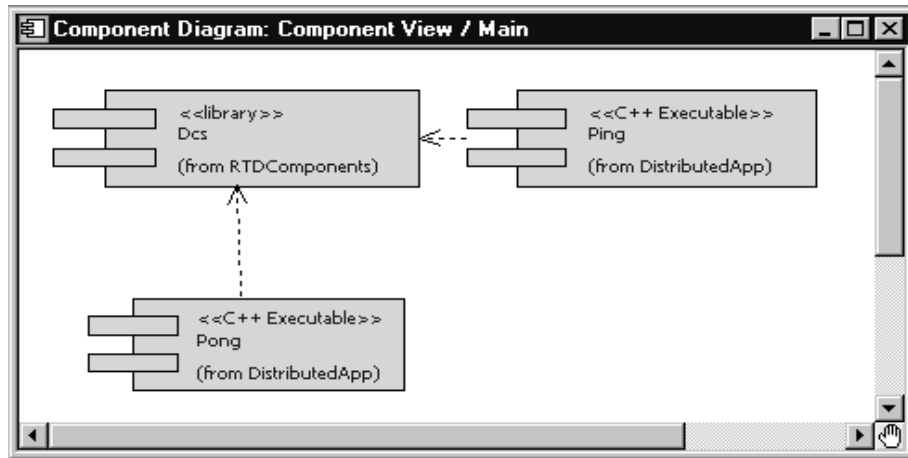 Component Diagram: Component View / Main
<<library>>
Dcs
(from RTDComponents)
<<C++ Executable>>
Ping
(from DistributedApp)
<<C++ Executable>>
Pong
(from DistributedApp)